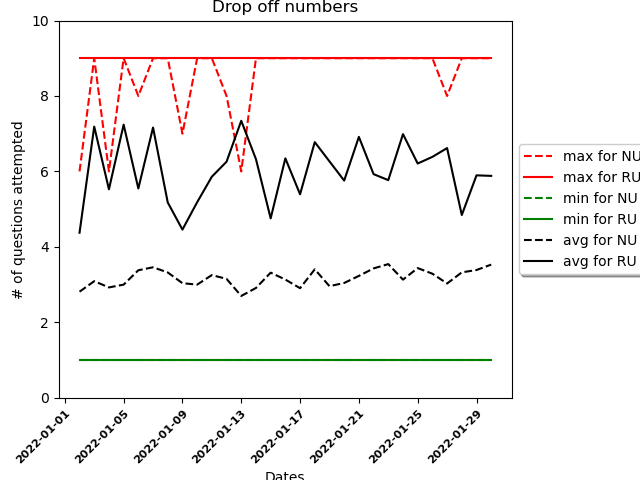 Drop off numbers
10
8
6
4
2
0
# of questions attempted
2022-01-01
2022-01-05
2022-01-09
2022-01-13
2022-01-17
2022-01-21
2022-01-25
2022-01-29
Dates
max for NU
max for RU
min for NU
min for RU
avg for NU
avg for RU